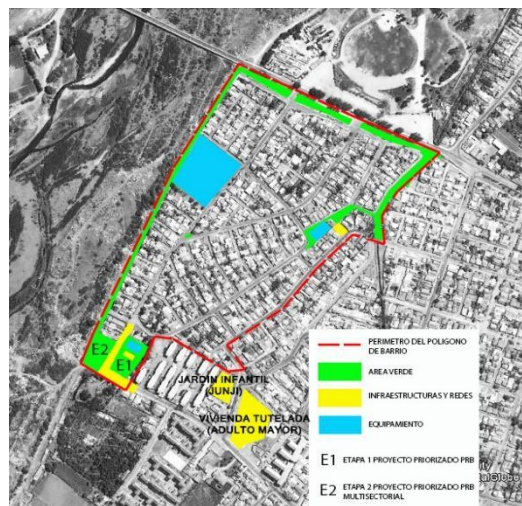 E2
E1
JARDIN INFANTIL
(JUNJI)
VIVIENDA TUTELADA
(ADULTO MAYOR)
PERIMETRO DEL POLIGONO
DE BARRIO
AREA VERDE
INFRAESTRUCTURAS Y REDES
EQUIPAMIENTO
E1 ETAPA 1 PROYECTO PRIORIZADO PRB
E2 ETAPA 2 PROYECTO PRIORIZADO PRB
MULTISECTORIAL